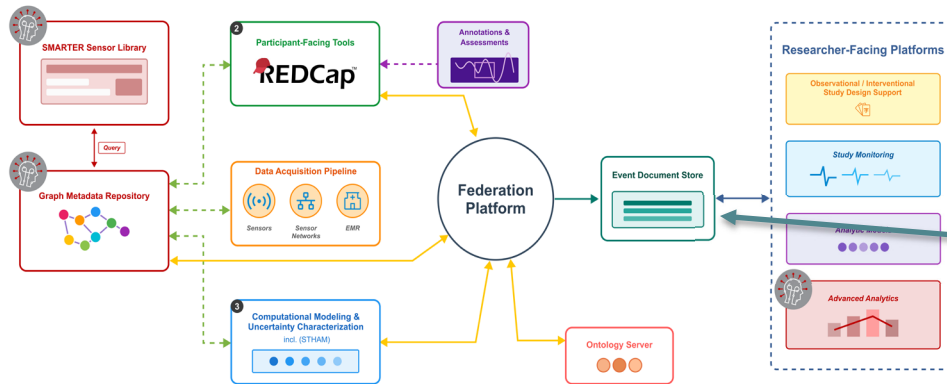 SMARTER Sensor Library
Query
Graph Metadata Repository
2
Participant-Facing Tools
REDCap™
Annotations &
Assessments
Data Acquisition Pipeline
Sensors
Sensor
Networks
EMR
3
Computational Modeling &
Uncertainty Characterization
incl. (STHAM)
Federation
Platform
Event Document Store
Ontology Server
Researcher-Facing Platforms
Observational / Interventional
Study Design Support
Study Monitoring
Advanced Analytics